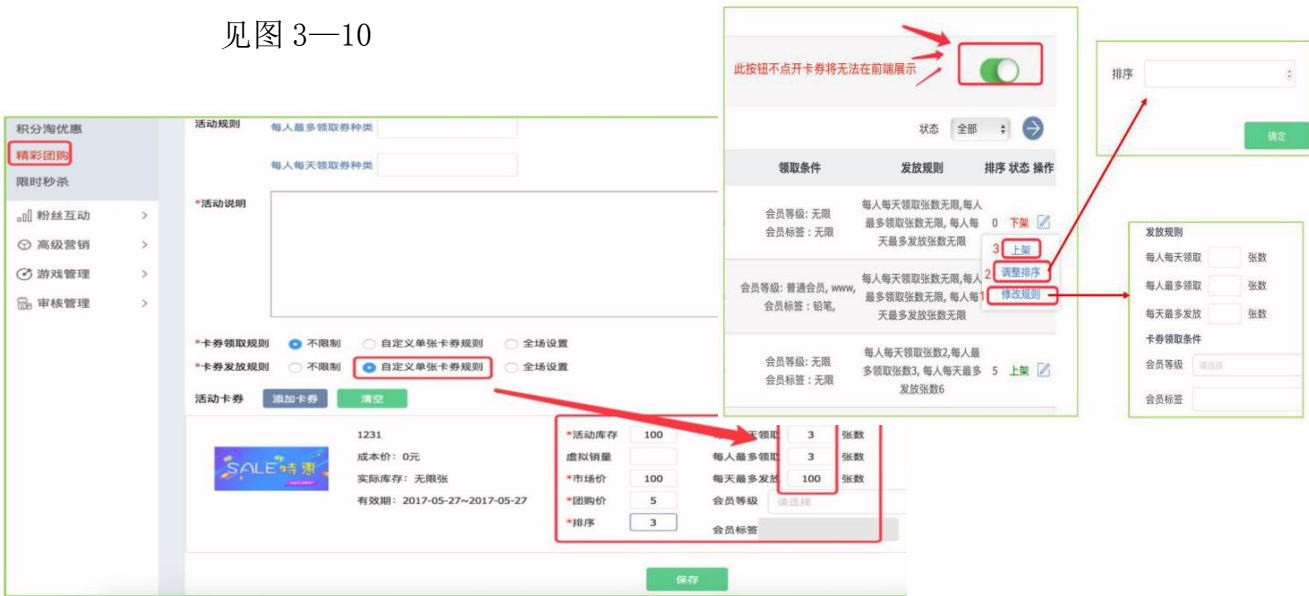 见图 3—10
积分淘优惠
精彩团购
限时秒杀
粉丝互动
高级营销
游戏管理
审核管理
活动规则
每人最多领取券种类
每人每天领取券种类
*活动说明
*卡券领取规则 不限制 自定义单张卡券规则 全场设置
*卡券发放规则 不限制 自定义单张卡券规则 全场设置
活动卡券 添加卡券 清空
SALE特惠
1231
成本价: 0元
实际库存: 无限张
有效期: 2017-05-27~2017-05-27
*活动库存 100
虚拟销量
*市场价 100
*团购价 5
*排序 3
天领取 3 张数
每人最多领取 3 张数
每天最多发放 100 张数
会员等级 请选择
会员标签
保存
此按钮不点开卡券将无法在前端展示
状态 全部
领取条件 发放规则 排序 状态 操作
会员等级: 无限
会员标签 : 无限
每人每天领取张数无限,每人
最多领取张数无限, 每人每
天最多发放张数无限
0 下架
3 上架
2 调整排序
1 修改规则
会员等级: 普通会员, www,
会员标签 : 铅笔,
每人每天领取张数无限,每人
最多领取张数无限, 每人每
天最多发放张数无限
会员等级: 无限
会员标签 : 无限
每人每天领取张数2,每人最
多领取张数3, 每人每天最多
发放张数6
5 上架
排序
确定
发放规则
每人每天领取 张数
每人最多领取 张数
每天最多发放 张数
卡券领取条件
会员等级 请选择
会员标签